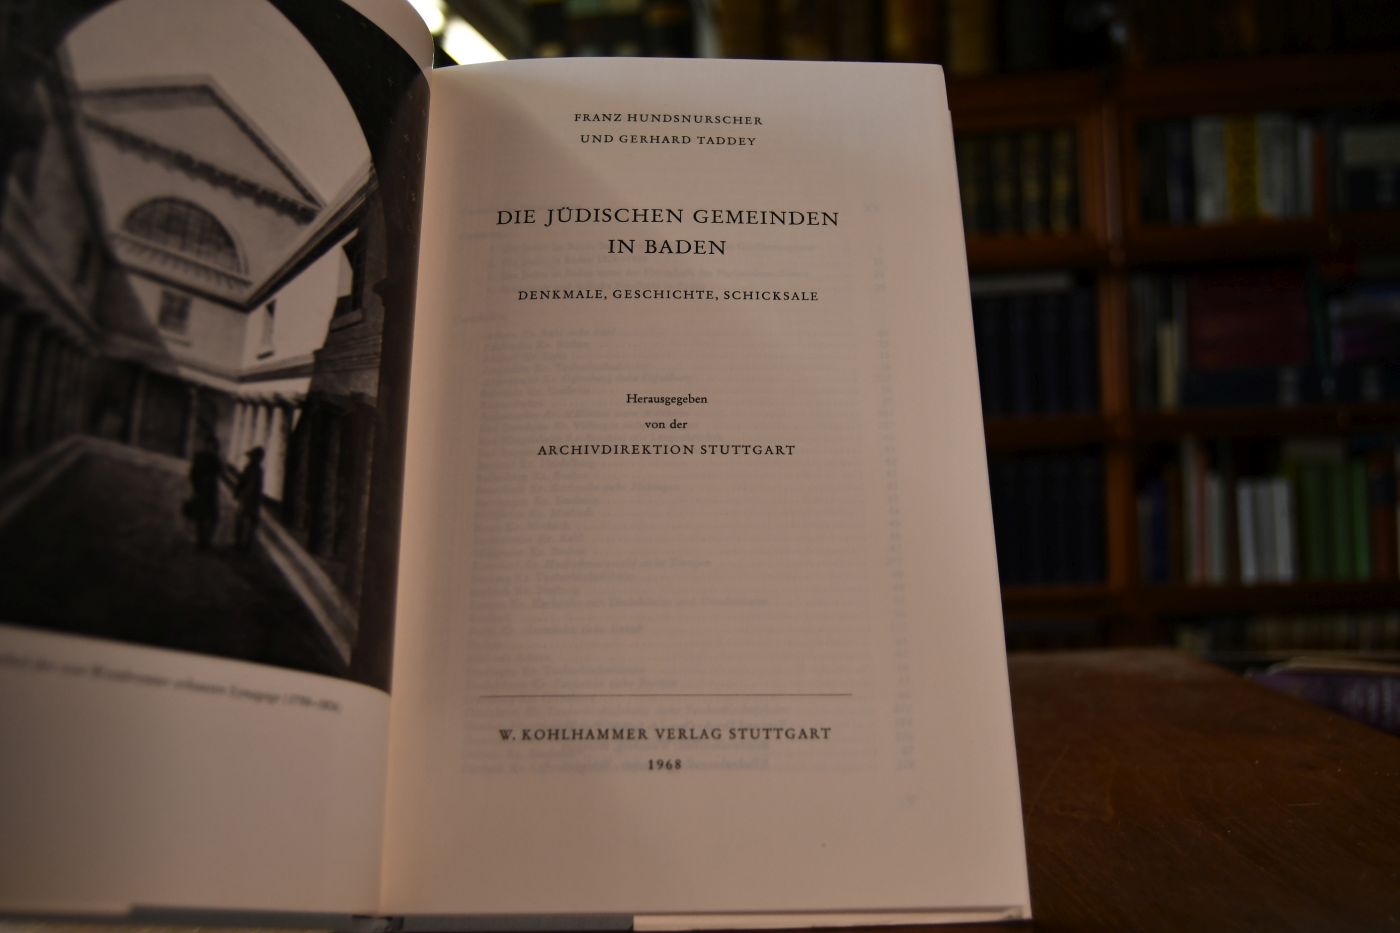 FRANZ HUNDSNURSCHER
UND GERHARD TADDEY
DIE JÜDISCHEN GEMEINDEN
IN BADEN
DENKMALE, GESCHICHTE, SCHICKSALE
Herausgegeben
von der
ARCHIVDIREKTION STUTTGART
W. KOHLHAMMER VERLAG STUTTGART
1968